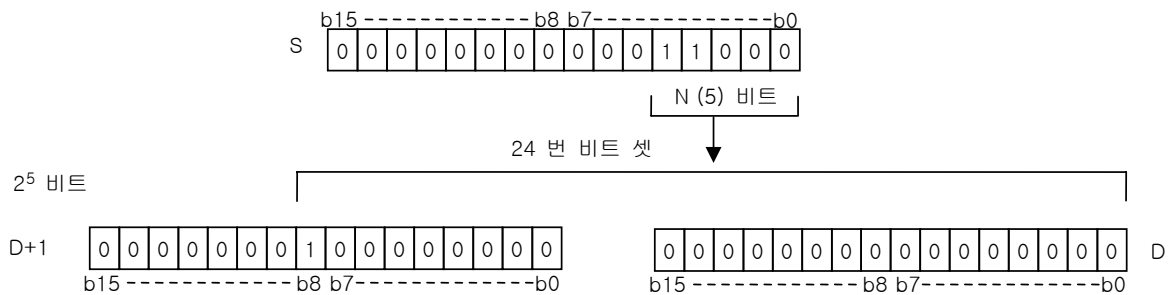 b15 ---------------- b8 b7------------------b0
S 0 0 0 0 0 0 0 0 0 0 0 1 1 0 0 0
N (5) 비트
24 번 비트 셋
2⁵ 비트
D+1 0 0 0 0 0 0 0 1 0 0 0 0 0 0 0 0
0 0 0 0 0 0 0 0 0 0 0 0 0 0 0 0 D
b15 ---------------- b8 b7------------------b0
b15 ---------------- b8 b7------------------b0